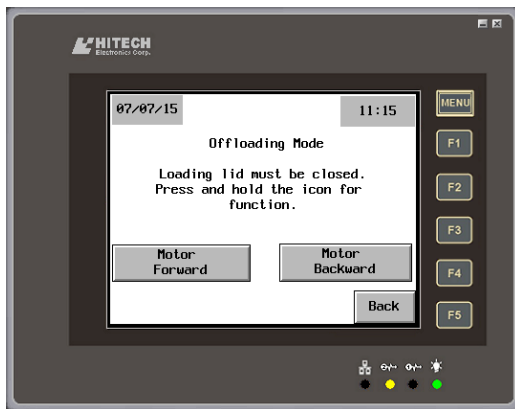 HITECH
Electronics Corp.
07/07/15
11:15
MENU
Offloading Mode
F1
Loading lid must be closed.
Press and hold the icon for
function.
F2
F3
Motor
Forward
Motor
Backward
F4
Back
F5